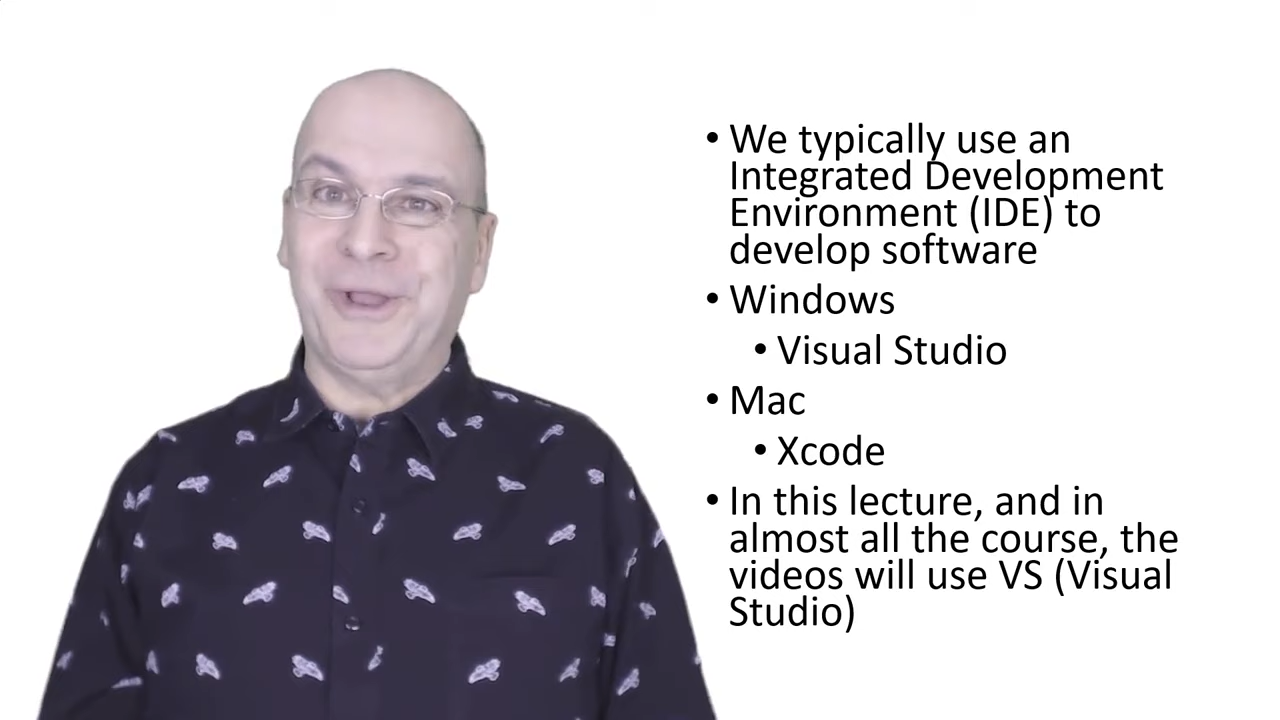 • We typically use an
Integrated Development
Environment (IDE) to
develop software
• Windows
• Visual Studio
• Mac
• Xcode
• In this lecture, and in
almost all the course, the
videos will use VS (Visual
Studio)